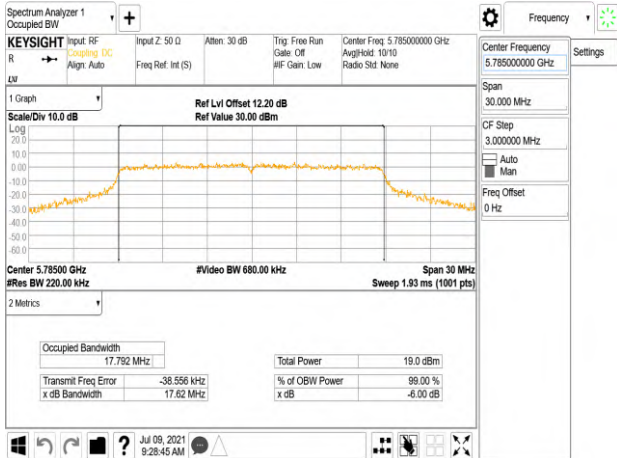 Spectrum Analyzer 1
Occupied BW
Frequency
KEYSIGHT
R
Input: RF
Coupling: DC
Align: Auto
Input Z: 50 Ω
Freq Ref: Int (S)
Atten: 30 dB
Trig: Free Run
Gate: Off
#IF Gain: Low
Center Freq: 5.785000000 GHz
Avg|Hold: 10/10
Radio Std: None
LXI
Center Frequency
5.785000000 GHz
Settings
Span
30.000 MHz
CF Step
3.000000 MHz
Auto
Man
Freq Offset
0 Hz
1 Graph
Scale/Div 10.0 dB
Ref Lvl Offset 12.20 dB
Ref Value 30.00 dBm
Log
20.0
10.0
0.00
-10.0
-20.0
-30.0
-40.0
-50.0
-60.0
Center 5.78500 GHz
#Res BW 220.00 kHz
#Video BW 680.00 kHz
Span 30 MHz
Sweep 1.93 ms (1001 pts)
2 Metrics
Occupied Bandwidth
17.792 MHz
Transmit Freq Error -38.556 kHz
x dB Bandwidth 17.62 MHz
Total Power 19.0 dBm
% of OBW Power 99.00 %
x dB -6.00 dB
?
Jul 09, 2021
9:28:45 AM